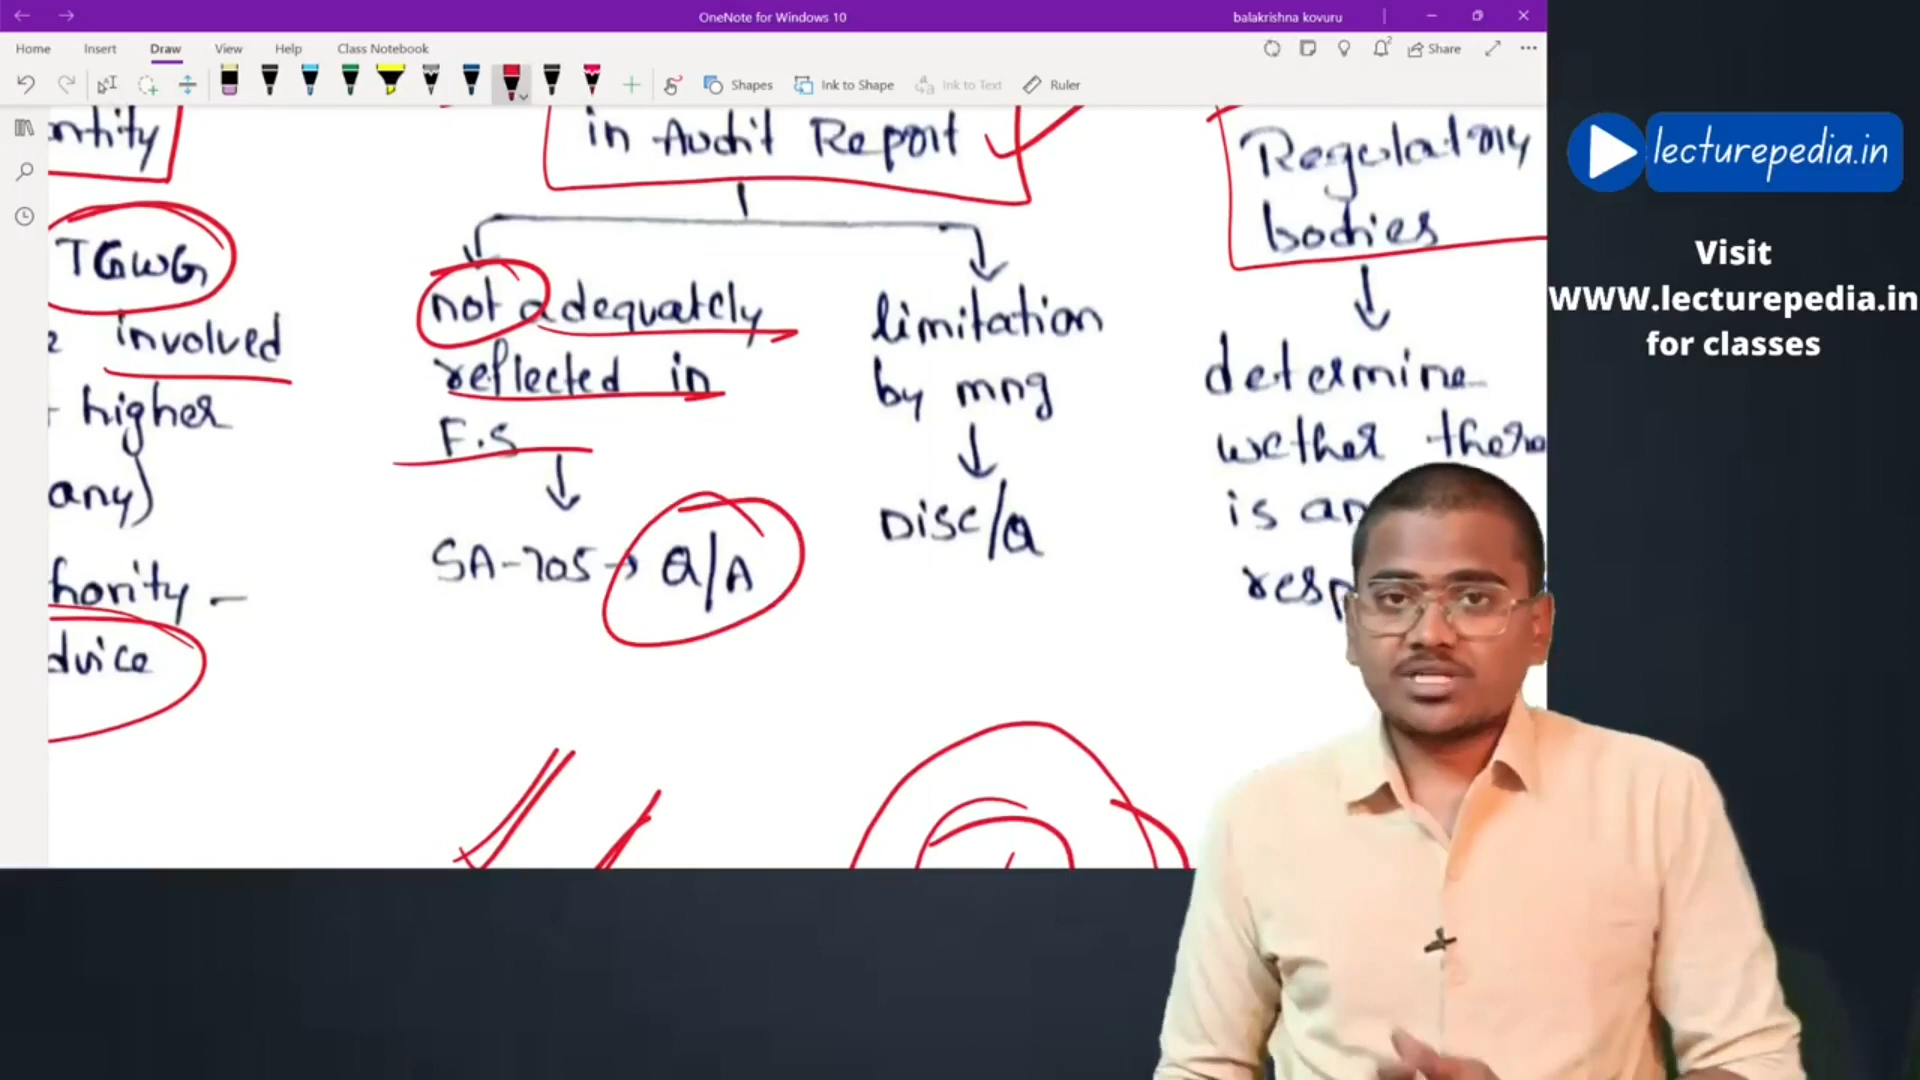 OneNote for Windows 10
balakrishna kovuru
Home
Insert
Draw
View
Help
Class Notebook
2
Share
Shapes
Ink to Shape
Ink to Text
Ruler
ntity
TGWG
involved
higher
any)
hority -
dvice
in Audit Report
not adequately
reflected in
F.S
SA-705 → Q/A
limitation
by mng
DISC/Q
Regulatory
bodies
determine
wether there
is an
resp
lecturepedia.in
Visit
WWW.lecturepedia.in
for classes